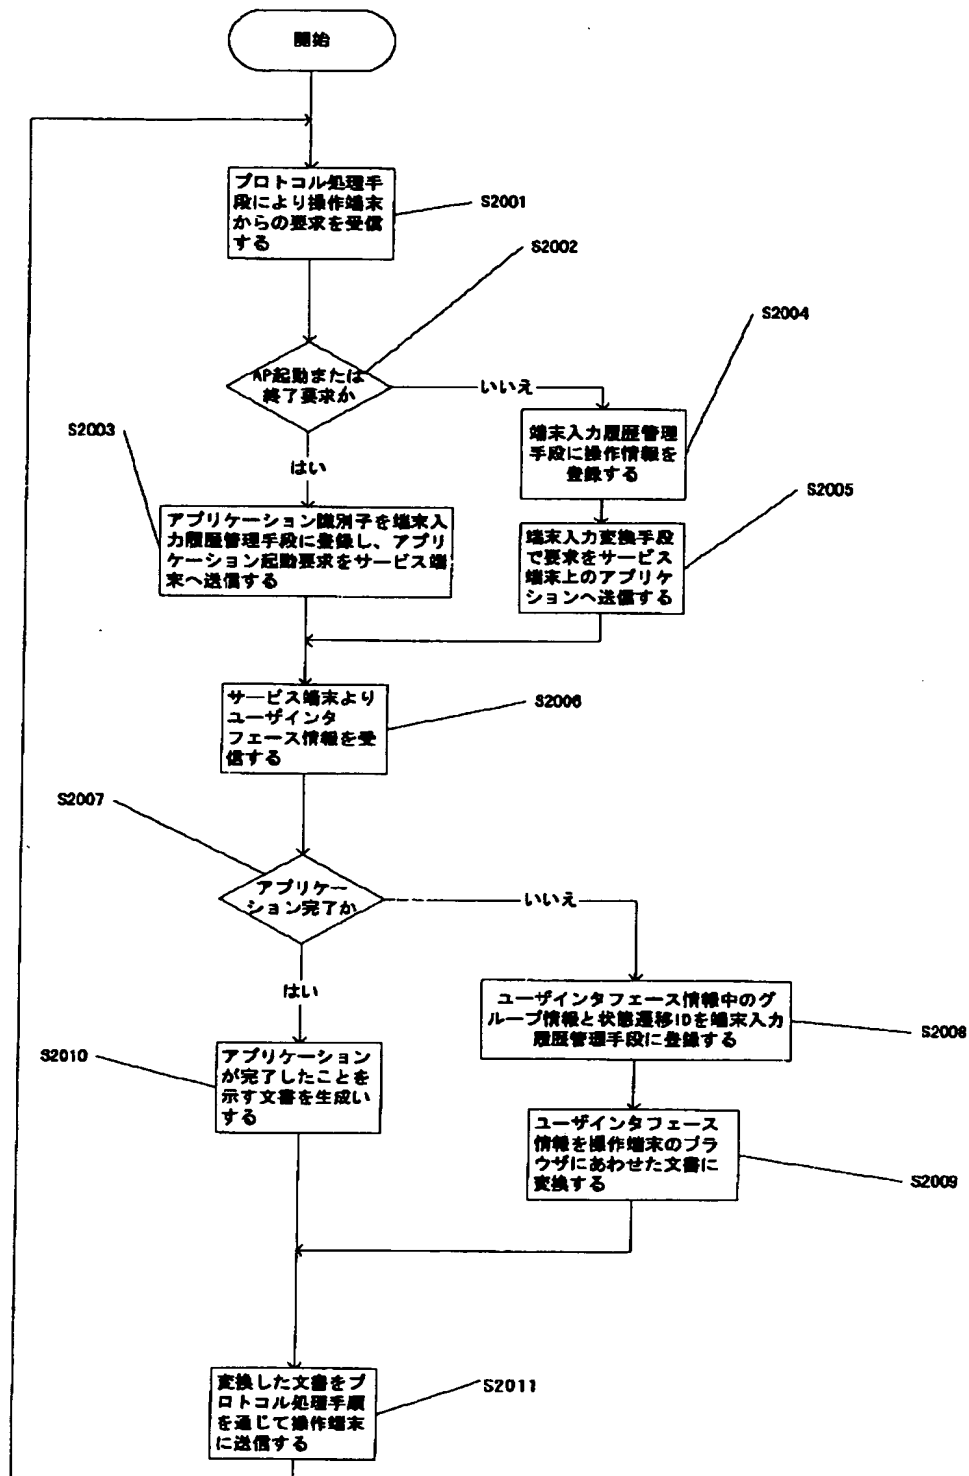 開始
プロトコル処理手
段により操作端末
からの要求を受信
する
S2001
S2002
AP起動または
終了要求か
いいえ
S2004
S2003
はい
端末入力履歴管理
手段に操作情報を
登録する
S2005
アプリケーション識別子を端末入
力履歴管理手段に登録し、アプリ
ケーション起動要求をサービス端
末へ送信する
端末入力変換手段
で要求をサービス
端末上のアプリケ
ションへ送信する
サービス端末より
ユーザインタ
フェース情報を受
信する
S2006
S2007
アプリケー
ション完了か
いいえ
はい
ユーザインタフェース情報中のグ
ループ情報と状態遷移IDを端末入力
履歴管理手段に登録する
S2008
S2010
アプリケーション
が完了したことを
示す文書を生成い
する
ユーザインタフェース
情報を操作端末のブラ
ウザにあわせた文書に
変換する
S2009
変換した文書をプ
ロトコル処理手順
を通じて操作端末
に送信する
S2011